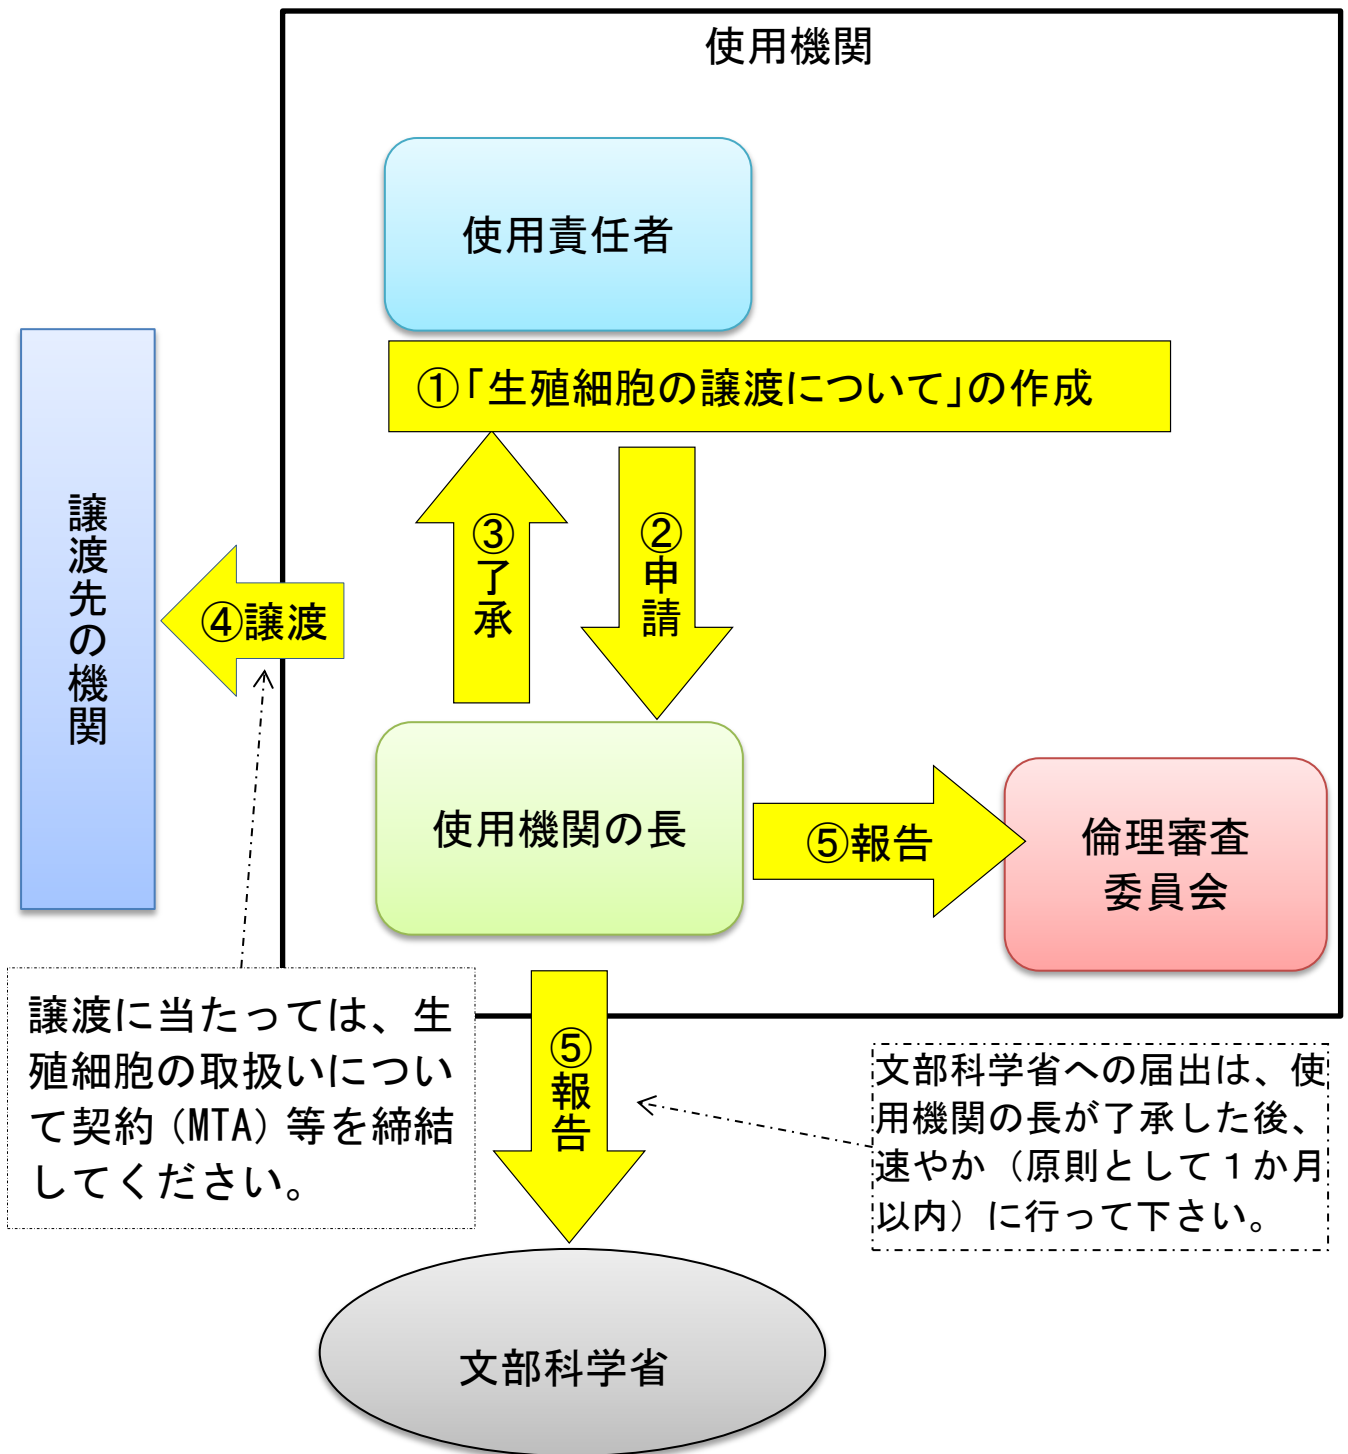 使用機関
使用責任者
①「生殖細胞の譲渡について」の作成
③了承
②申請
④譲渡
譲渡先の機関
使用機関の長
⑤報告
倫理審査
委員会
譲渡に当たっては、生
殖細胞の取扱いについ
て契約（MTA）等を締結
してください。
⑤報告
文部科学省への届出は、使
用機関の長が了承した後、
速やか（原則として１か月
以内）に行って下さい。
文部科学省